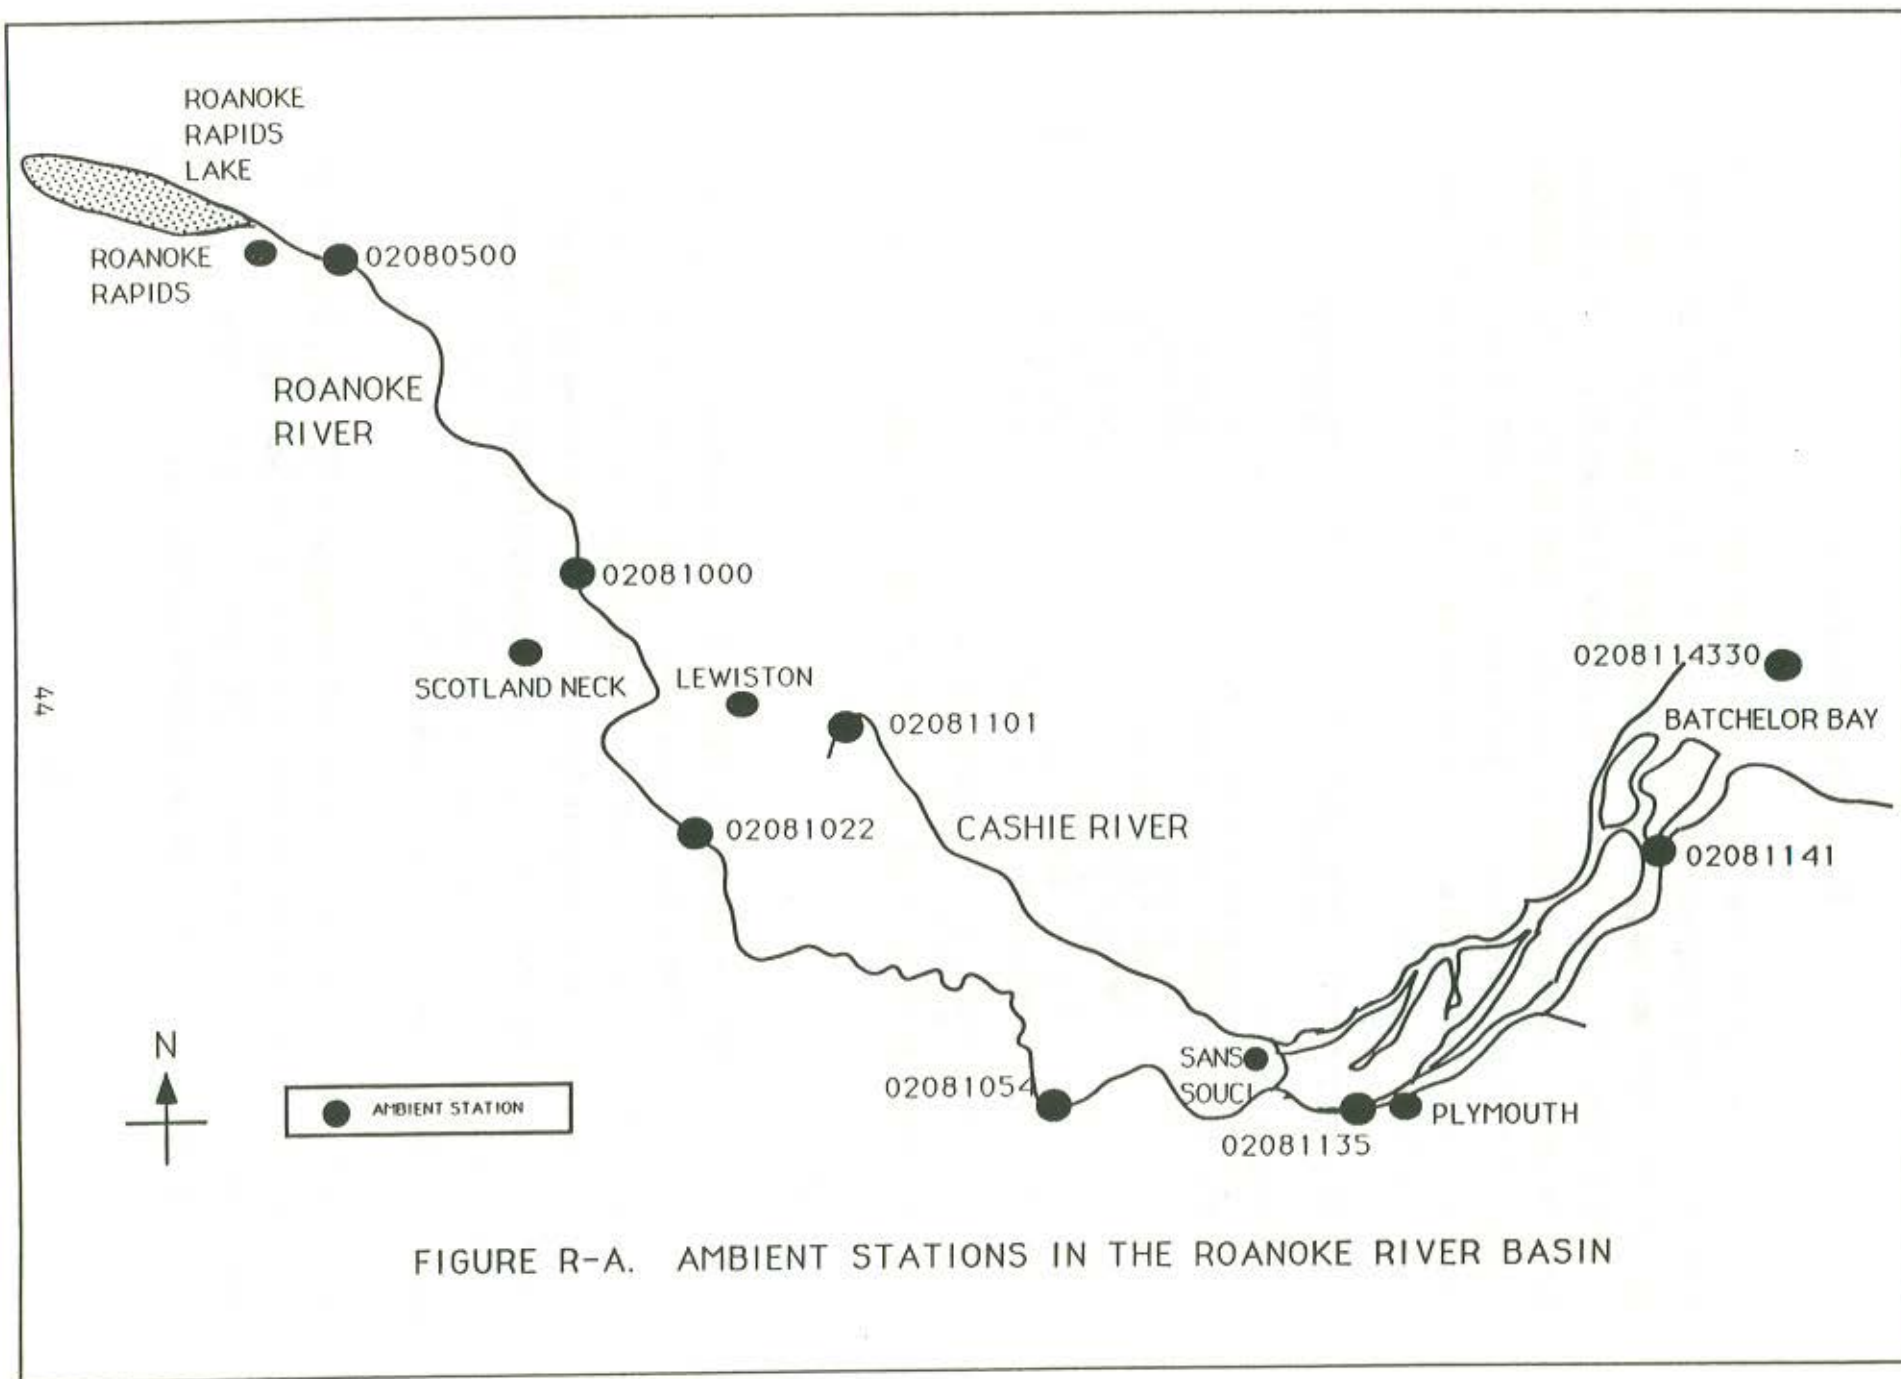 ROANOKE
RAPIDS
LAKE
ROANOKE
RAPIDS
02080500
ROANOKE
RIVER
02081000
SCOTLAND NECK
LEWISTON
02081101
0208114330
BATCHELOR BAY
02081022
CASHIE RIVER
02081141
44
N
AMBIENT STATION
02081054
SANS
SOUCI
02081135
PLYMOUTH
FIGURE R-A. AMBIENT STATIONS IN THE ROANOKE RIVER BASIN